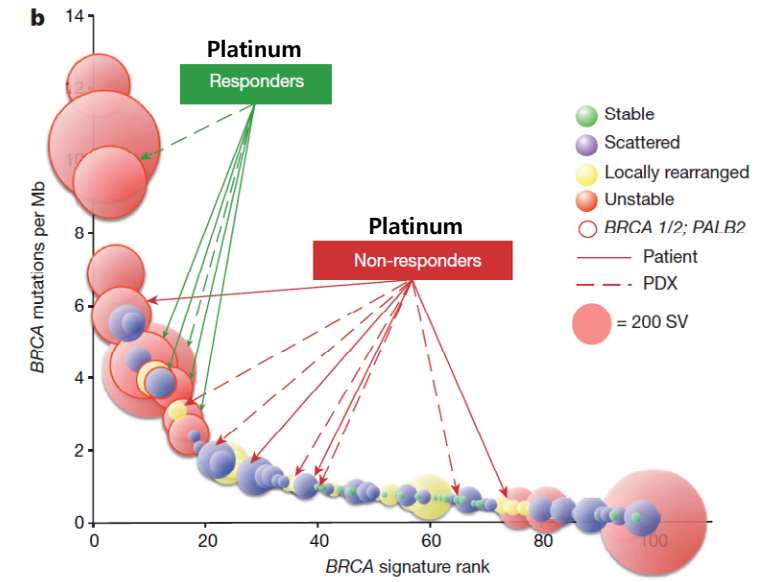 b
14
12
10
8
6
4
2
0
BRCA mutations per Mb
Platinum
Responders
Platinum
Non-responders
Stable
Scattered
Locally rearranged
Unstable
BRCA 1/2; PALB2
Patient
PDX
= 200 SV
0
20
40
60
80
100
BRCA signature rank